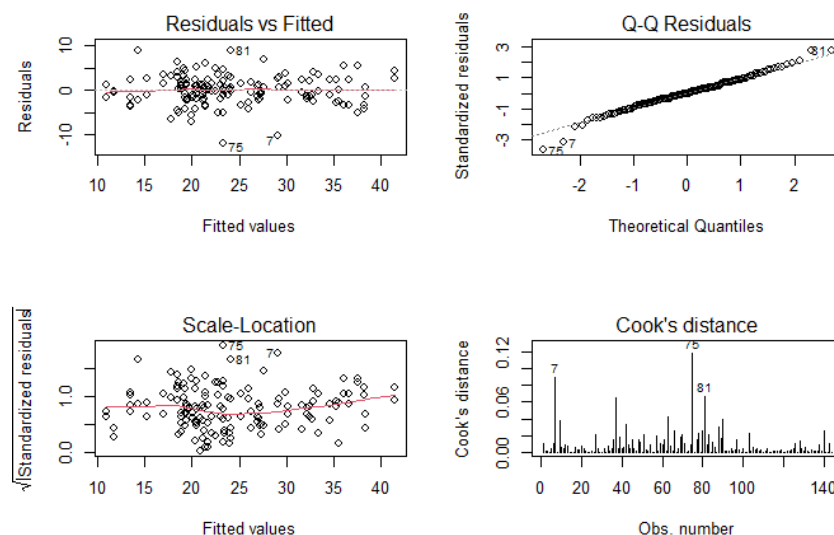 Residuals vs Fitted
Residuals
10
0
-10
81
75
7
10 15 20 25 30 35 40
Fitted values
Q-Q Residuals
Standardized residuals
3
1
-1
-3
81
7
75
-2 -1 0 1 2
Theoretical Quantiles
Scale-Location
√|Standardized residuals|
1.0
0.0
75
81
7
10 15 20 25 30 35 40
Fitted values
Cook's distance
Cook's distance
0.12
0.06
0.00
75
7
81
0 20 40 60 80 100 140
Obs. number